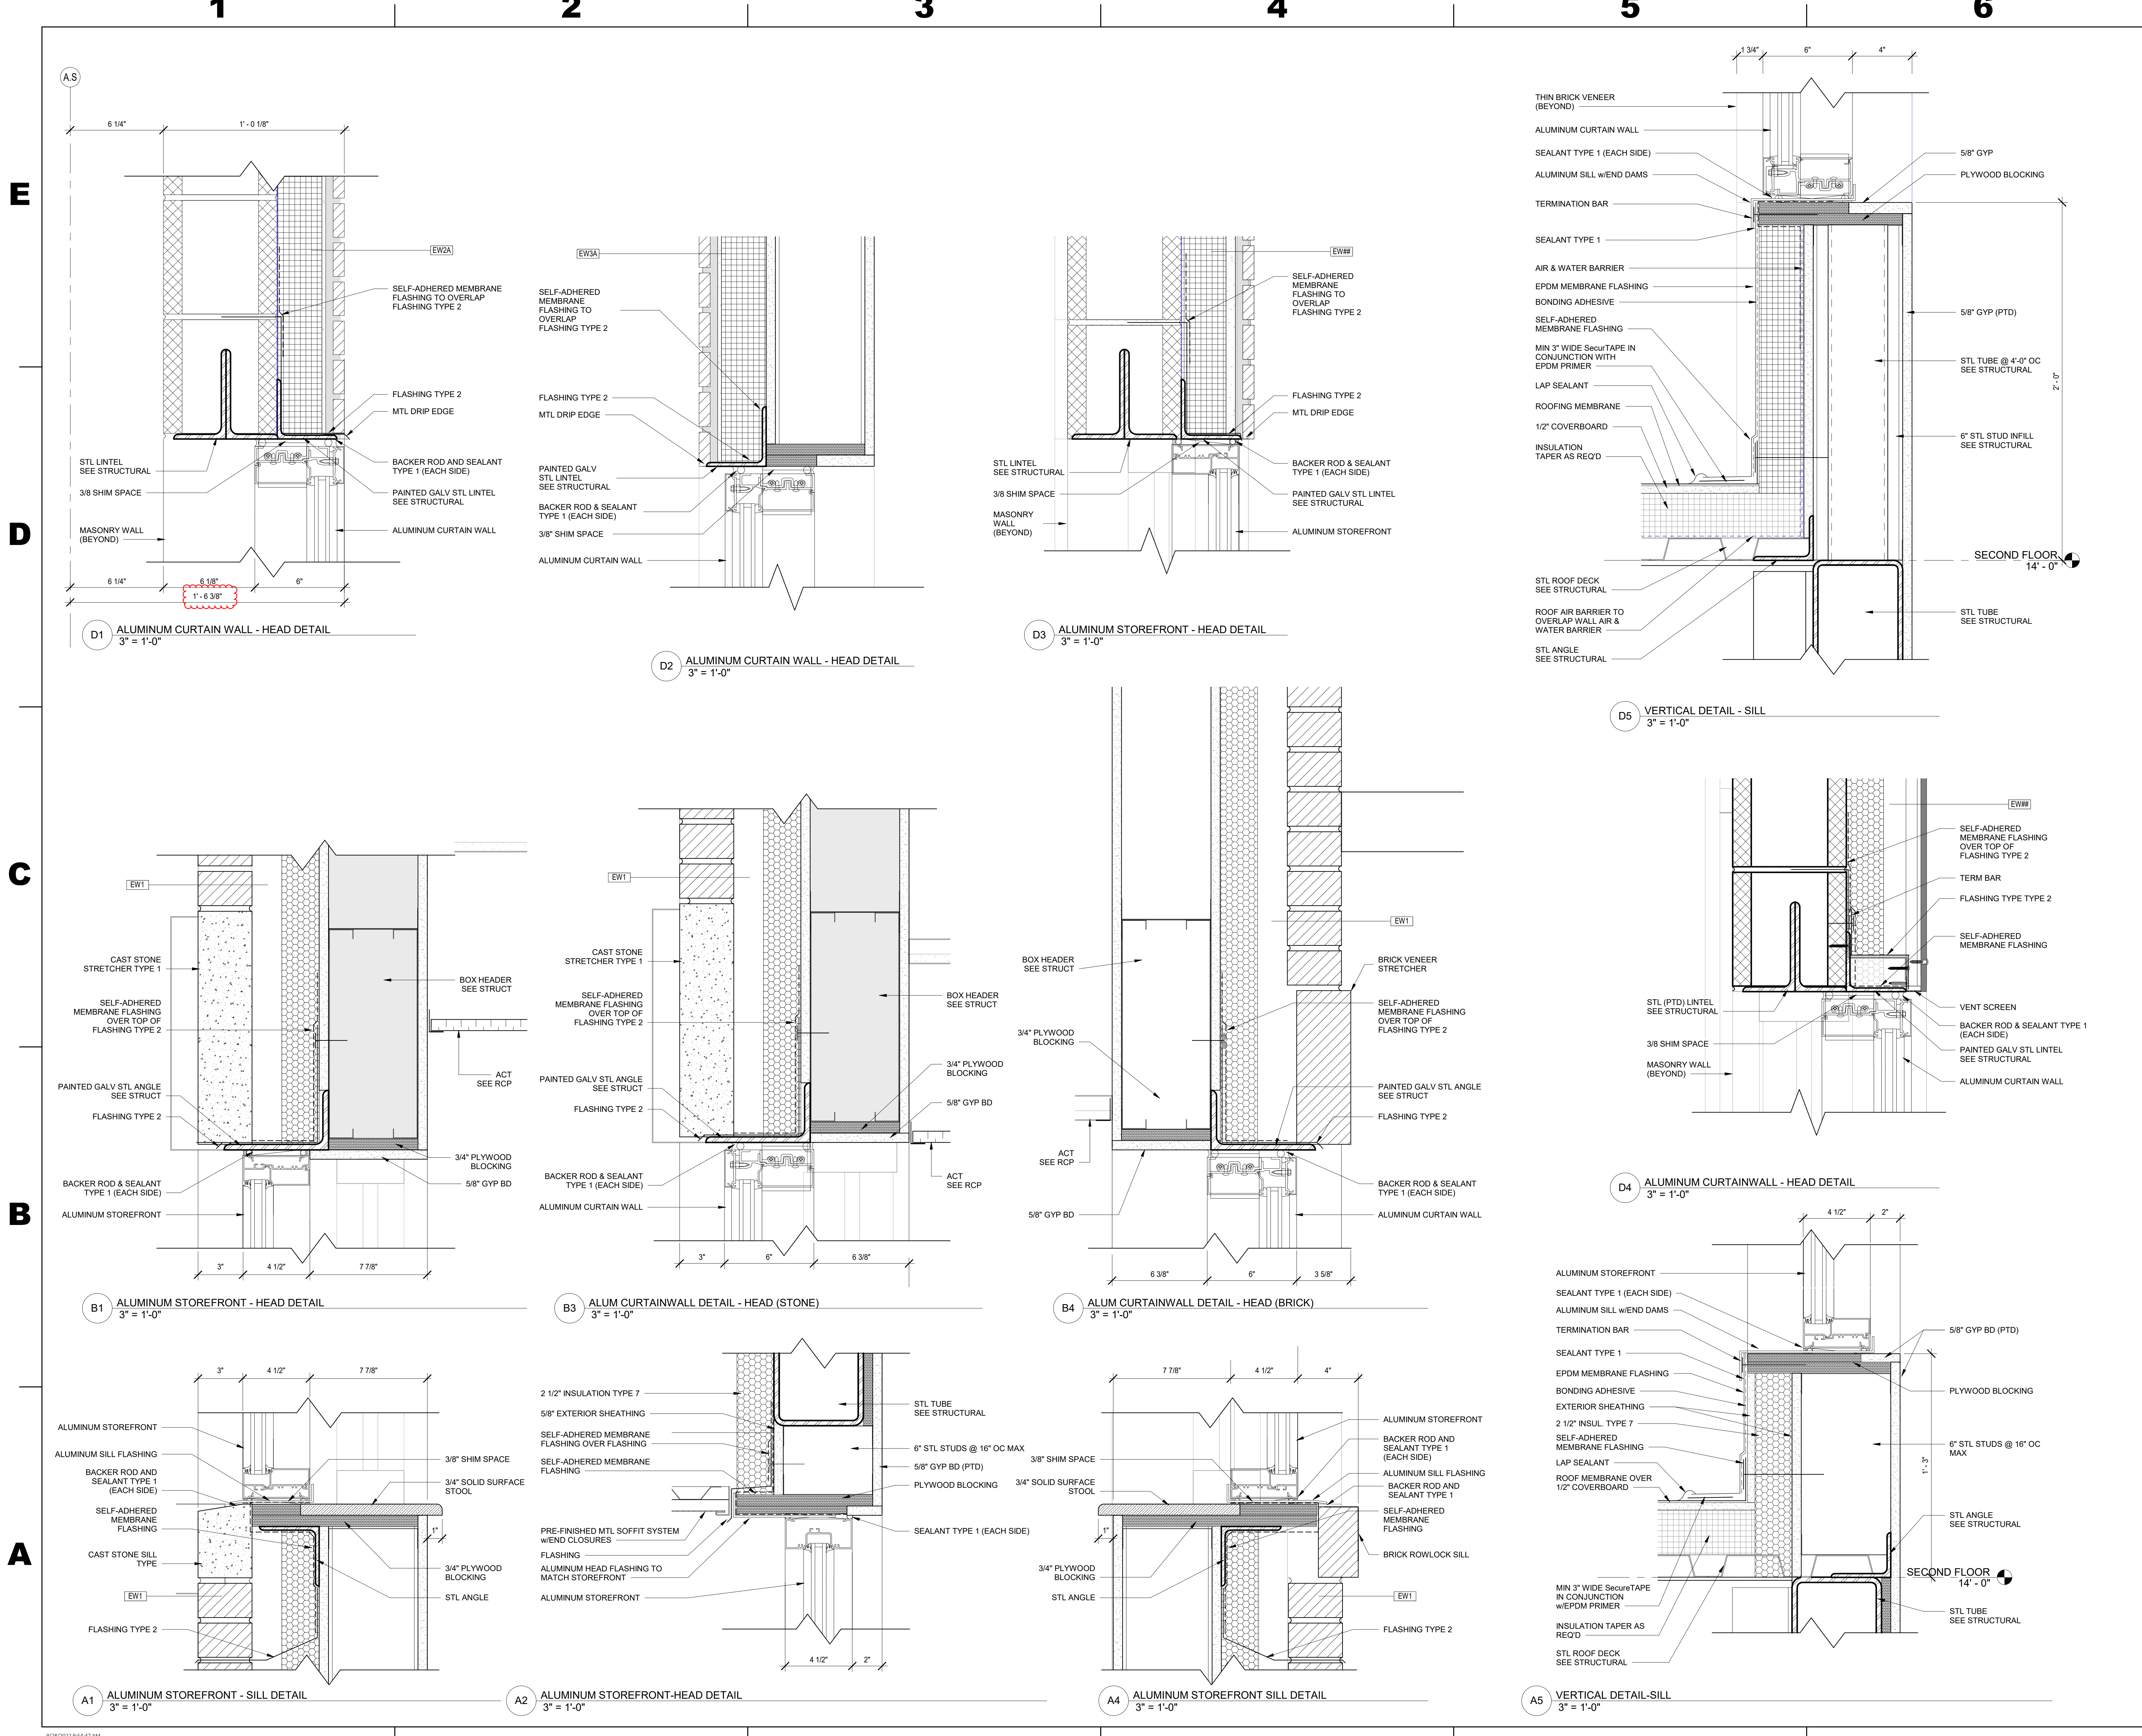 1
2
3
4
5
6
E
D
C
B
A
A.S
6 1/4"
1' - 0 1/8"
EW2A
SELF-ADHERED MEMBRANE
FLASHING TO OVERLAP
FLASHING TYPE 2
FLASHING TYPE 2
MTL DRIP EDGE
STL LINTEL
SEE STRUCTURAL
3/8 SHIM SPACE
MASONRY WALL
(BEYOND)
BACKER ROD AND SEALANT
TYPE 1 (EACH SIDE)
PAINTED GALV STL LINTEL
SEE STRUCTURAL
ALUMINUM CURTAIN WALL
6 1/4"
6 1/8"
6"
1' - 6 3/8"
D1
ALUMINUM CURTAIN WALL - HEAD DETAIL
3" = 1'-0"
EW3A
SELF-ADHERED
MEMBRANE
FLASHING TO
OVERLAP
FLASHING TYPE 2
FLASHING TYPE 2
MTL DRIP EDGE
PAINTED GALV
STL LINTEL
SEE STRUCTURAL
BACKER ROD & SEALANT
TYPE 1 (EACH SIDE)
3/8" SHIM SPACE
ALUMINUM CURTAIN WALL
D2
ALUMINUM CURTAIN WALL - HEAD DETAIL
3" = 1'-0"
EW##
SELF-ADHERED
MEMBRANE
FLASHING TO
OVERLAP
FLASHING TYPE 2
FLASHING TYPE 2
MTL DRIP EDGE
STL LINTEL
SEE STRUCTURAL
3/8 SHIM SPACE
MASONRY
WALL
(BEYOND)
BACKER ROD & SEALANT
TYPE 1 (EACH SIDE)
PAINTED GALV STL LINTEL
SEE STRUCTURAL
ALUMINUM STOREFRONT
D3
ALUMINUM STOREFRONT - HEAD DETAIL
3" = 1'-0"
1 3/4"
6"
4"
THIN BRICK VENEER
(BEYOND)
ALUMINUM CURTAIN WALL
SEALANT TYPE 1 (EACH SIDE)
ALUMINUM SILL w/END DAMS
TERMINATION BAR
SEALANT TYPE 1
AIR & WATER BARRIER
EPDM MEMBRANE FLASHING
BONDING ADHESIVE
SELF-ADHERED
MEMBRANE FLASHING
MIN 3" WIDE SecurTAPE IN
CONJUNCTION WITH
EPDM PRIMER
LAP SEALANT
ROOFING MEMBRANE
1/2" COVERBOARD
INSULATION
TAPER AS REQ'D
STL ROOF DECK
SEE STRUCTURAL
ROOF AIR BARRIER TO
OVERLAP WALL AIR &
WATER BARRIER
STL ANGLE
SEE STRUCTURAL
5/8" GYP
PLYWOOD BLOCKING
5/8" GYP (PTD)
STL TUBE @ 4'-0" OC
SEE STRUCTURAL
2' - 0"
6" STL STUD INFILL
SEE STRUCTURAL
SECOND FLOOR
14' - 0"
STL TUBE
SEE STRUCTURAL
D5
VERTICAL DETAIL - SILL
3" = 1'-0"
EW1
CAST STONE
STRETCHER TYPE 1
SELF-ADHERED
MEMBRANE FLASHING
OVER TOP OF
FLASHING TYPE 2
PAINTED GALV STL ANGLE
SEE STRUCT
FLASHING TYPE 2
BACKER ROD & SEALANT
TYPE 1 (EACH SIDE)
ALUMINUM STOREFRONT
BOX HEADER
SEE STRUCT
ACT
SEE RCP
3/4" PLYWOOD
BLOCKING
5/8" GYP BD
3"
4 1/2"
7 7/8"
B1
ALUMINUM STOREFRONT - HEAD DETAIL
3" = 1'-0"
EW1
CAST STONE
STRETCHER TYPE 1
SELF-ADHERED
MEMBRANE FLASHING
OVER TOP OF
FLASHING TYPE 2
PAINTED GALV STL ANGLE
SEE STRUCT
FLASHING TYPE 2
BACKER ROD & SEALANT
TYPE 1 (EACH SIDE)
ALUMINUM CURTAIN WALL
BOX HEADER
SEE STRUCT
3/4" PLYWOOD
BLOCKING
5/8" GYP BD
ACT
SEE RCP
3"
6"
6 3/8"
B3
ALUM CURTAINWALL DETAIL - HEAD (STONE)
3" = 1'-0"
BOX HEADER
SEE STRUCT
3/4" PLYWOOD
BLOCKING
ACT
SEE RCP
5/8" GYP BD
EW1
BRICK VENEER
STRETCHER
SELF-ADHERED
MEMBRANE FLASHING
OVER TOP OF
FLASHING TYPE 2
PAINTED GALV STL ANGLE
SEE STRUCT
FLASHING TYPE 2
BACKER ROD & SEALANT
TYPE 1 (EACH SIDE)
ALUMINUM CURTAIN WALL
6 3/8"
6"
3 5/8"
B4
ALUM CURTAINWALL DETAIL - HEAD (BRICK)
3" = 1'-0"
EW##
SELF-ADHERED
MEMBRANE FLASHING
OVER TOP OF
FLASHING TYPE 2
TERM BAR
FLASHING TYPE TYPE 2
SELF-ADHERED
MEMBRANE FLASHING
STL (PTD) LINTEL
SEE STRUCTURAL
3/8 SHIM SPACE
MASONRY WALL
(BEYOND)
VENT SCREEN
BACKER ROD & SEALANT TYPE 1
(EACH SIDE)
PAINTED GALV STL LINTEL
SEE STRUCTURAL
ALUMINUM CURTAIN WALL
D4
ALUMINUM CURTAINWALL - HEAD DETAIL
3" = 1'-0"
3"
4 1/2"
7 7/8"
ALUMINUM STOREFRONT
ALUMINUM SILL FLASHING
BACKER ROD AND
SEALANT TYPE 1
(EACH SIDE)
SELF-ADHERED
MEMBRANE
FLASHING
CAST STONE SILL
TYPE
EW1
FLASHING TYPE 2
3/8" SHIM SPACE
3/4" SOLID SURFACE
STOOL
1"
3/4" PLYWOOD
BLOCKING
STL ANGLE
A1
ALUMINUM STOREFRONT - SILL DETAIL
3" = 1'-0"
2 1/2" INSULATION TYPE 7
5/8" EXTERIOR SHEATHING
SELF-ADHERED MEMBRANE
FLASHING OVER FLASHING
SELF-ADHERED MEMBRANE
FLASHING
PRE-FINISHED MTL SOFFIT SYSTEM
w/END CLOSURES
FLASHING
ALUMINUM HEAD FLASHING TO
MATCH STOREFRONT
ALUMINUM STOREFRONT
STL TUBE
SEE STRUCTURAL
6" STL STUDS @ 16" OC MAX
5/8" GYP BD (PTD)
PLYWOOD BLOCKING
SEALANT TYPE 1 (EACH SIDE)
4 1/2"
2"
A2
ALUMINUM STOREFRONT-HEAD DETAIL
3" = 1'-0"
7 7/8"
4 1/2"
4"
3/8" SHIM SPACE
3/4" SOLID SURFACE
STOOL
1"
3/4" PLYWOOD
BLOCKING
STL ANGLE
ALUMINUM STOREFRONT
BACKER ROD AND
SEALANT TYPE 1
(EACH SIDE)
ALUMINUM SILL FLASHING
BACKER ROD AND
SEALANT TYPE 1
SELF-ADHERED
MEMBRANE
FLASHING
BRICK ROWLOCK SILL
EW1
FLASHING TYPE 2
A4
ALUMINUM STOREFRONT SILL DETAIL
3" = 1'-0"
4 1/2"
2"
ALUMINUM STOREFRONT
SEALANT TYPE 1 (EACH SIDE)
ALUMINUM SILL w/END DAMS
TERMINATION BAR
SEALANT TYPE 1
EPDM MEMBRANE FLASHING
BONDING ADHESIVE
EXTERIOR SHEATHING
2 1/2" INSUL. TYPE 7
SELF-ADHERED
MEMBRANE FLASHING
LAP SEALANT
ROOF MEMBRANE OVER
1/2" COVERBOARD
MIN 3" WIDE SecureTAPE
IN CONJUNCTION
w/EPDM PRIMER
INSULATION TAPER AS
REQ'D
STL ROOF DECK
SEE STRUCTURAL
5/8" GYP BD (PTD)
PLYWOOD BLOCKING
6" STL STUDS @ 16" OC
MAX
1' - 3"
STL ANGLE
SEE STRUCTURAL
SECOND FLOOR
14' - 0"
STL TUBE
SEE STRUCTURAL
A5
VERTICAL DETAIL-SILL
3" = 1'-0"